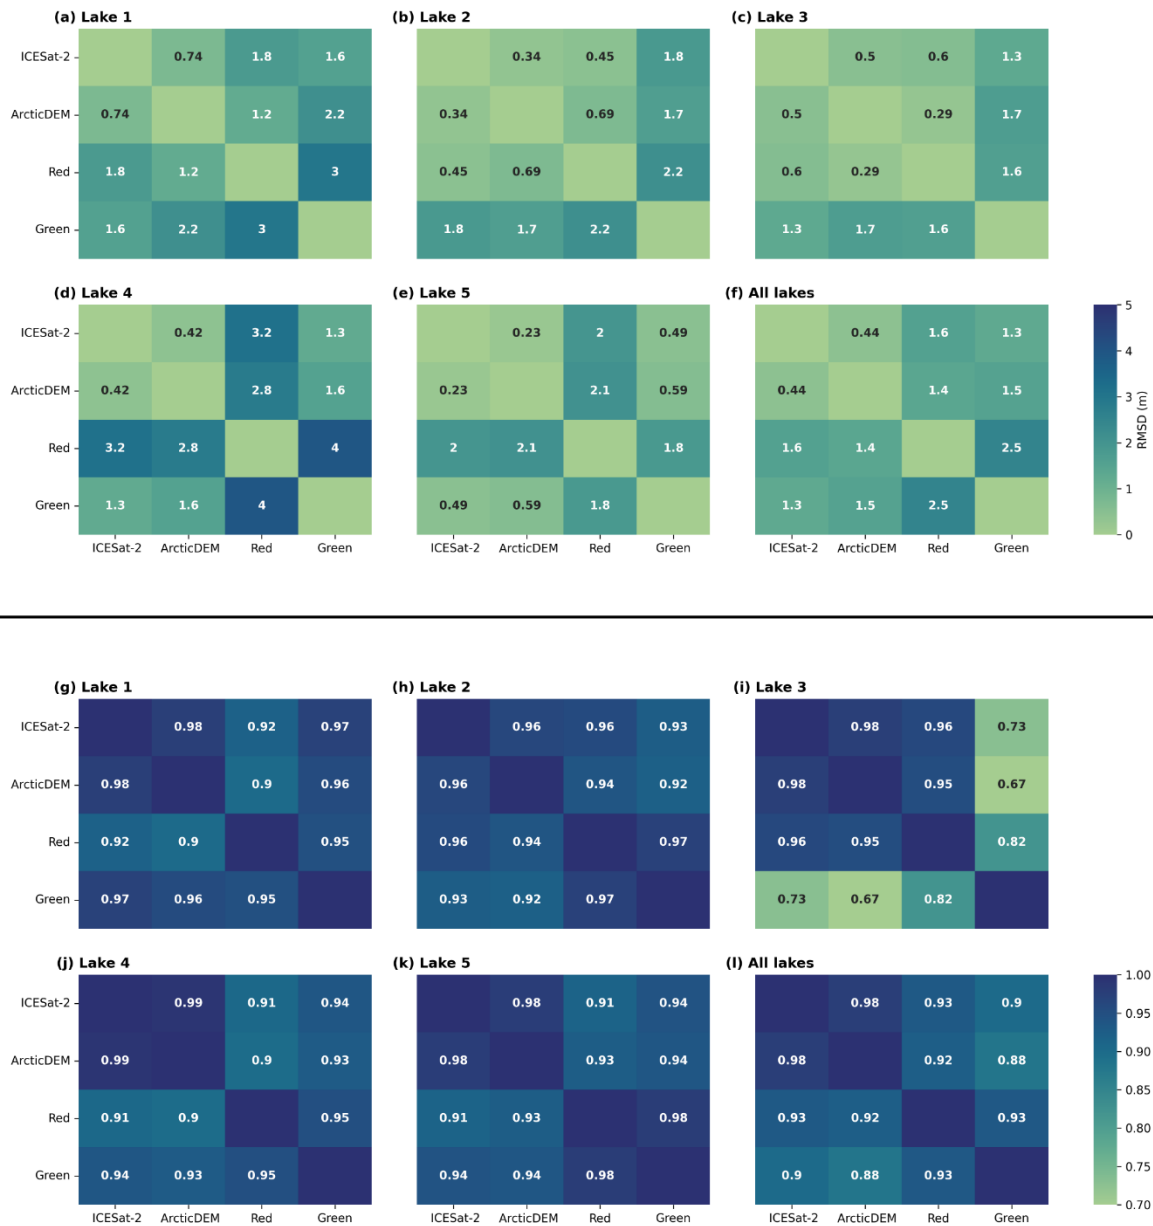 (a) Lake 1 (b) Lake 2 (c) Lake 3
ICESat-2 0.74 1.8 1.6 0.34 0.45 1.8 0.5 0.6 1.3
ArcticDEM 0.74 1.2 2.2 0.34 0.69 1.7 0.5 0.29 1.7
Red 1.8 1.2 3 0.45 0.69 2.2 0.6 0.29 1.6
Green 1.6 2.2 3 1.8 1.7 2.2 1.3 1.7 1.6
(d) Lake 4 (e) Lake 5 (f) All lakes
ICESat-2 0.42 3.2 1.3 0.23 2 0.49 0.44 1.6 1.3
ArcticDEM 0.42 2.8 1.6 0.23 2.1 0.59 0.44 1.4 1.5
Red 3.2 2.8 4 2 2.1 1.8 1.6 1.4 2.5
Green 1.3 1.6 4 0.49 0.59 1.8 1.3 1.5 2.5
ICESat-2 ArcticDEM Red Green ICESat-2 ArcticDEM Red Green ICESat-2 ArcticDEM Red Green
5
4
3
2
1
0
RMSD (m)
(g) Lake 1 (h) Lake 2 (i) Lake 3
ICESat-2 0.98 0.92 0.97 0.96 0.96 0.93 0.98 0.96 0.73
ArcticDEM 0.98 0.9 0.96 0.96 0.94 0.92 0.98 0.95 0.67
Red 0.92 0.9 0.95 0.96 0.94 0.97 0.96 0.95 0.82
Green 0.97 0.96 0.95 0.93 0.92 0.97 0.73 0.67 0.82
(j) Lake 4 (k) Lake 5 (l) All lakes
ICESat-2 0.99 0.91 0.94 0.98 0.91 0.94 0.98 0.93 0.9
ArcticDEM 0.99 0.9 0.93 0.98 0.93 0.94 0.98 0.92 0.88
Red 0.91 0.9 0.95 0.91 0.93 0.98 0.93 0.92 0.93
Green 0.94 0.93 0.95 0.94 0.94 0.98 0.9 0.88 0.93
ICESat-2 ArcticDEM Red Green ICESat-2 ArcticDEM Red Green ICESat-2 ArcticDEM Red Green
1.00
0.95
0.90
0.85
0.80
0.75
0.70